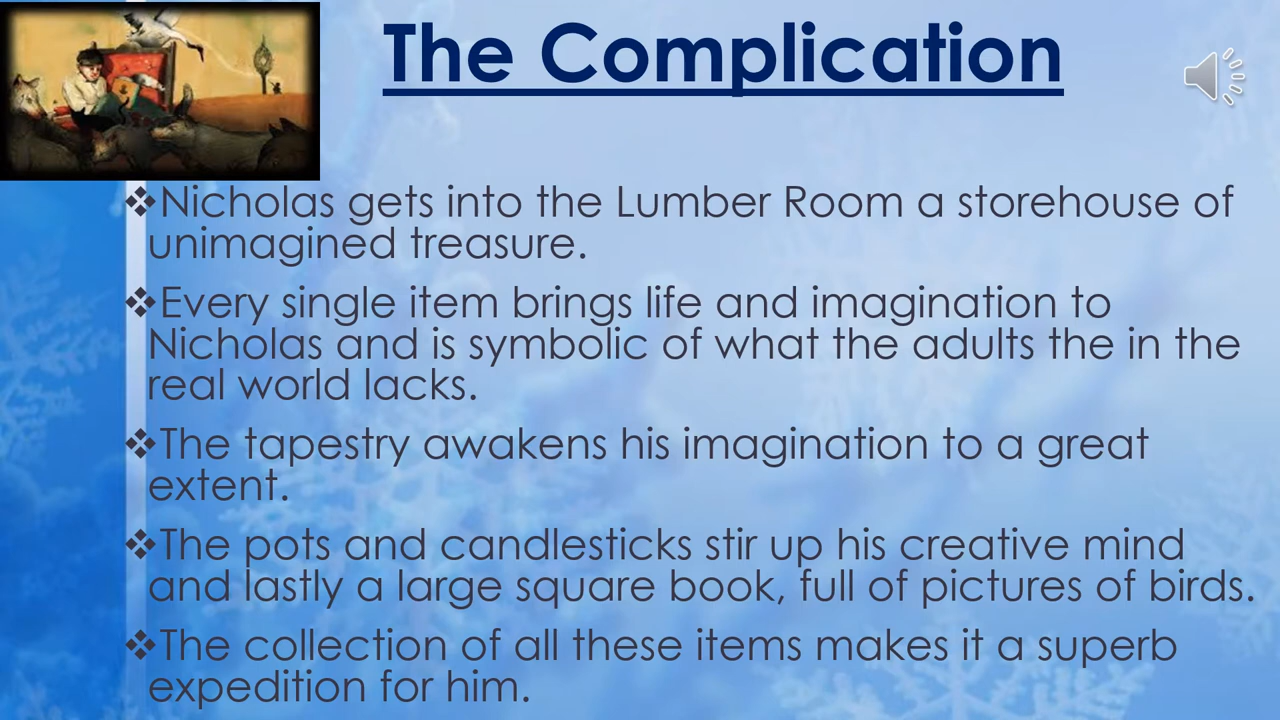 The Complication
❖Nicholas gets into the Lumber Room a storehouse of
unimagined treasure.
❖Every single item brings life and imagination to
Nicholas and is symbolic of what the adults the in the
real world lacks.
❖The tapestry awakens his imagination to a great
extent.
❖The pots and candlesticks stir up his creative mind
and lastly a large square book, full of pictures of birds.
❖The collection of all these items makes it a superb
expedition for him.